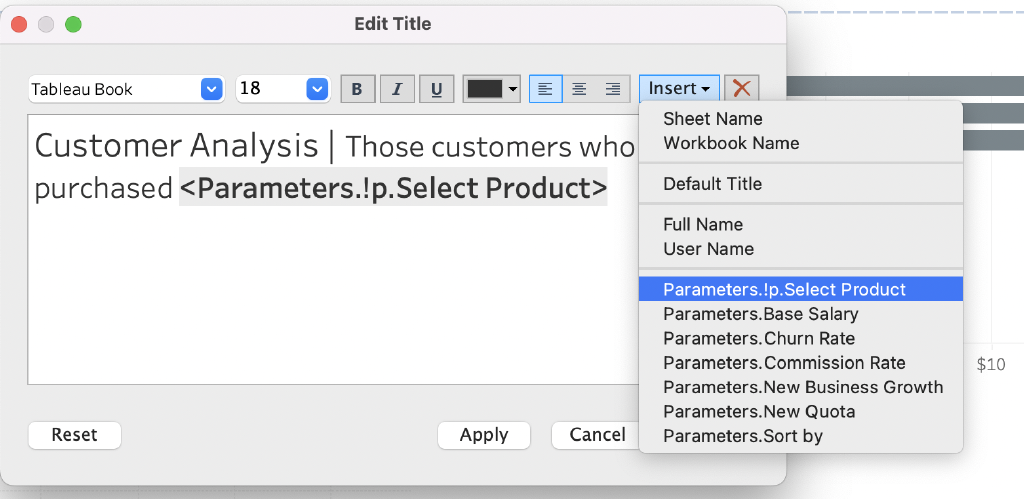 Edit Title
Tableau Book
18
B
I
U
Insert
Customer Analysis | Those customers who
purchased <Parameters.!p.Select Product>
Sheet Name
Workbook Name
Default Title
Full Name
User Name
Parameters.!p.Select Product
Parameters.Base Salary
Parameters.Churn Rate
Parameters.Commission Rate
Parameters.New Business Growth
Parameters.New Quota
Parameters.Sort by
$10
Reset
Apply
Cancel